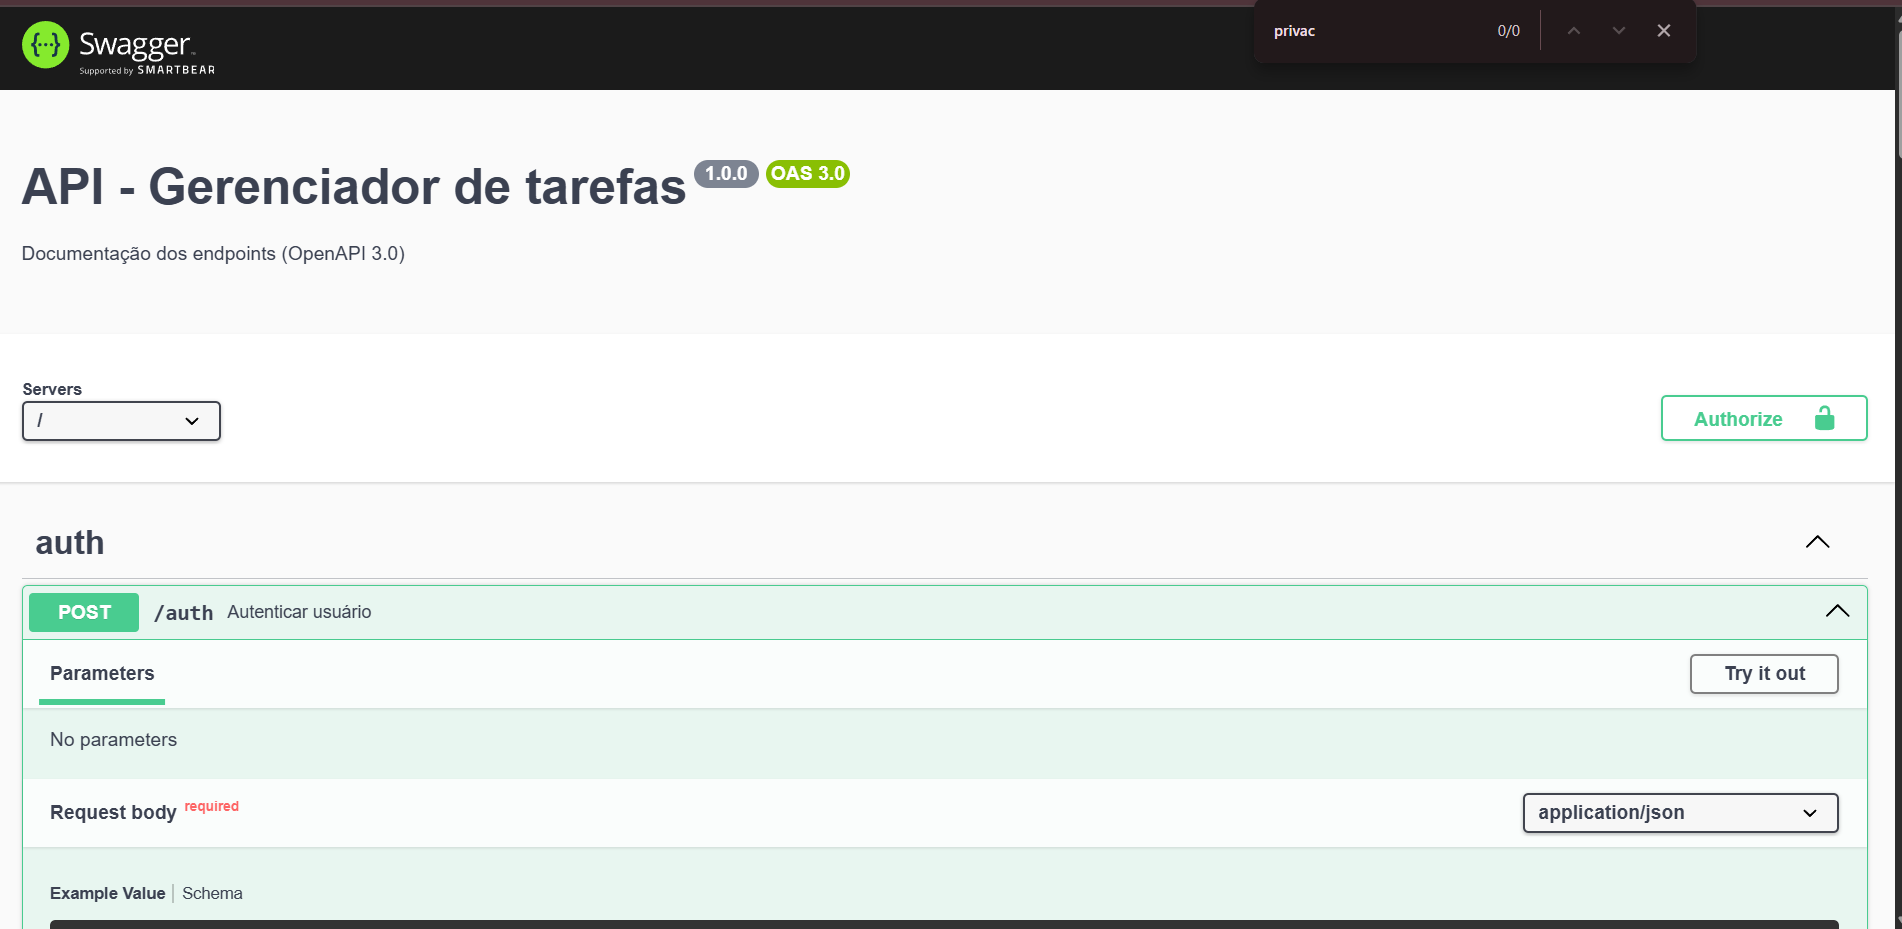 Swagger
Supported by SMARTBEAR
privac
0/0
API - Gerenciador de tarefas 1.0.0 OAS 3.0
Documentação dos endpoints (OpenAPI 3.0)
Servers
/
Authorize
auth
POST /auth Autenticar usuário
Parameters
Try it out
No parameters
Request body required
application/json
Example Value | Schema